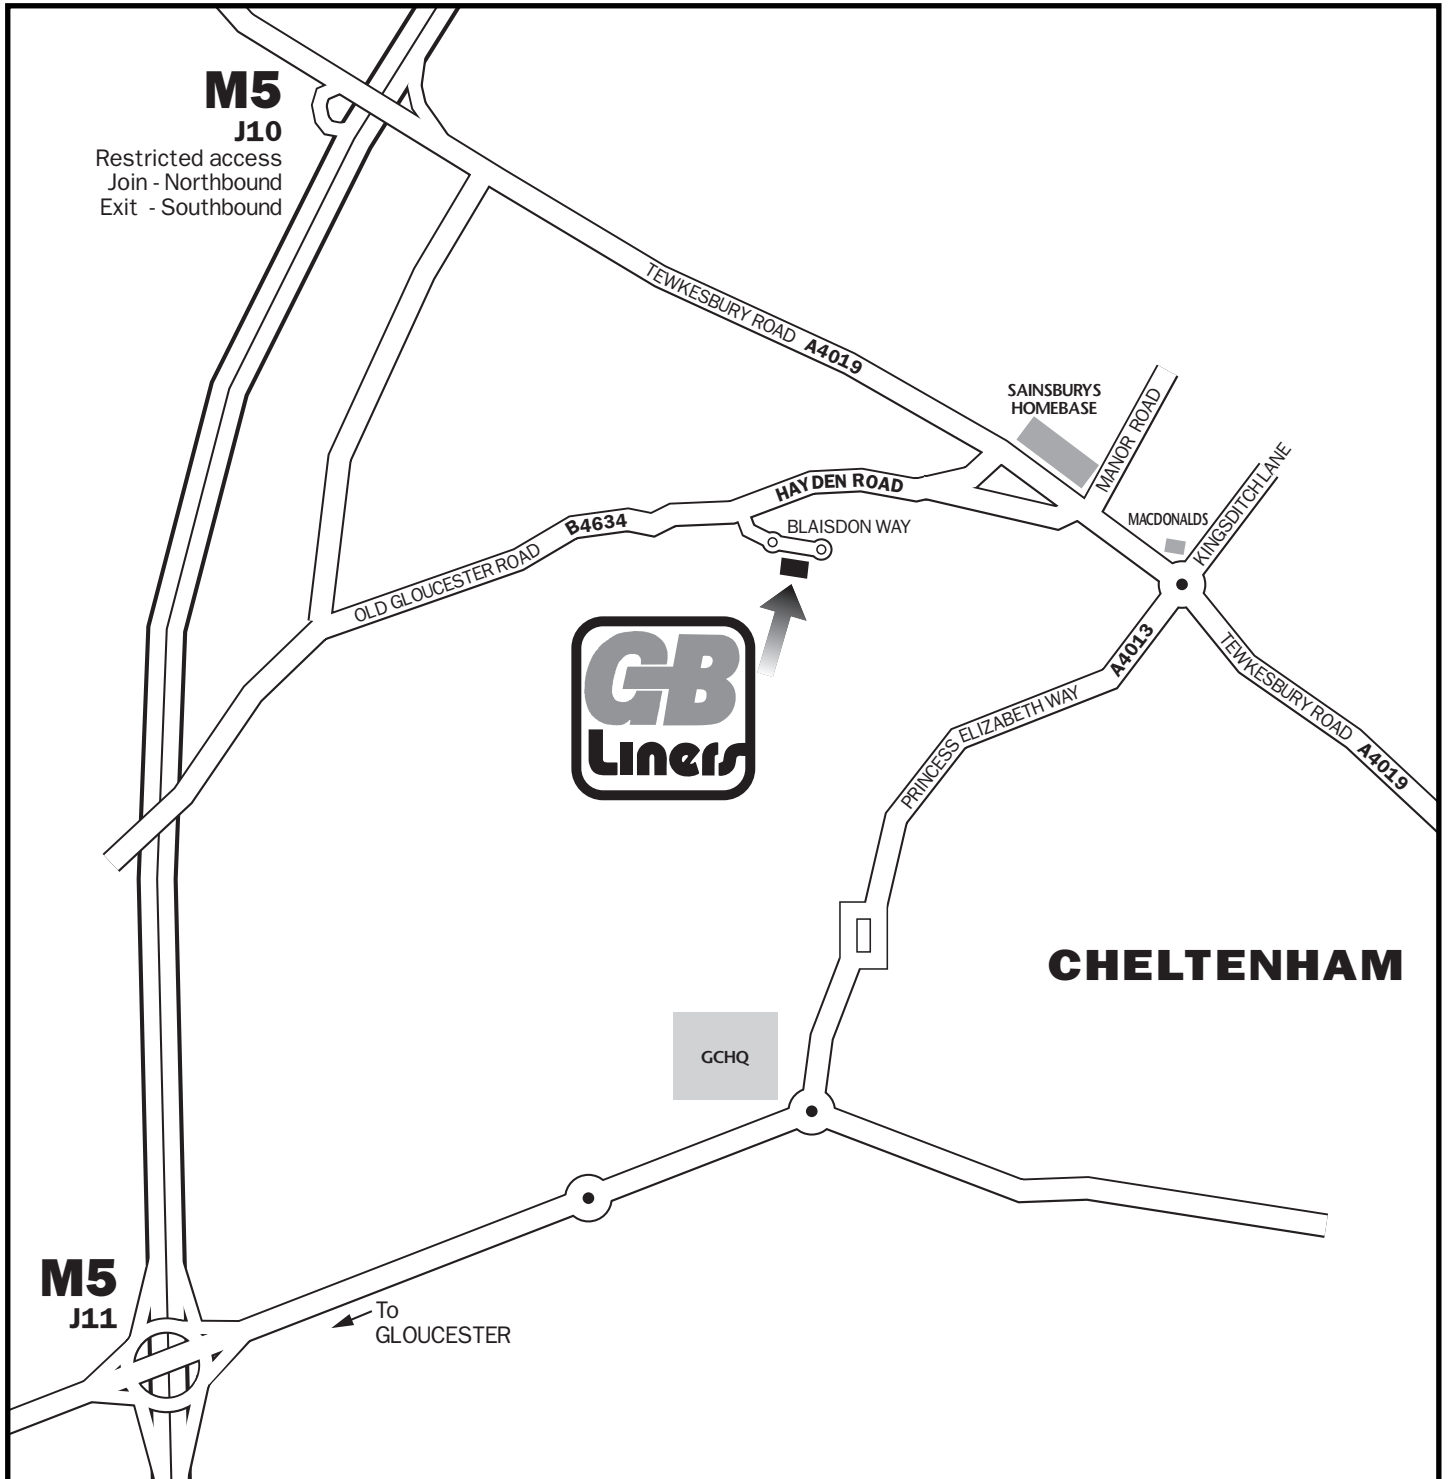 M5
J10
Restricted access
Join - Northbound
Exit - Southbound
TEWKESBURY ROAD A4019
SAINSBURYS
HOMEBASE
MANOR ROAD
KINGSDITCH LANE
MACDONALDS
HAYDEN ROAD
BLAISDON WAY
B4634
OLD GLOUCESTER ROAD
GB
Liners
A4013
PRINCESS ELIZABETH WAY
TEWKESBURY ROAD A4019
CHELTENHAM
GCHQ
M5
J11
To
GLOUCESTER